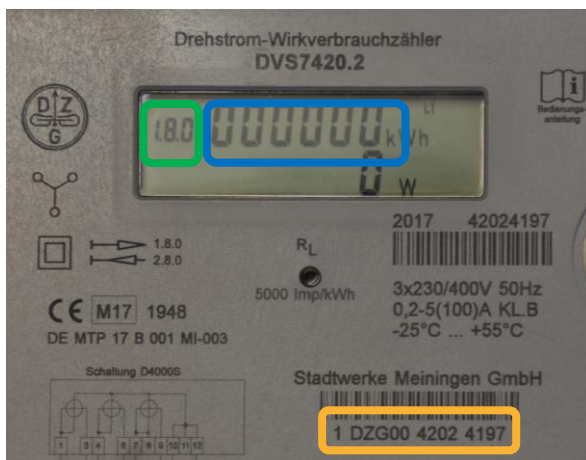 Drehstrom-Wirkverbrauchzähler
DVS7420.2
DZ
G
i
Bedienungs-
anleitung
1.8.0 000000 kWh
L1
0 W
1.8.0
2.8.0
RL
5000 Imp/kWh
2017 42024197
3x230/400V 50Hz
0,2-5(100)A KL.B
-25°C ... +55°C
CE M17 1948
DE MTP 17 B 001 MI-003
Schaltung D4000S
1 3 4 6 7 8 9 10 11 12
Stadtwerke Meiningen GmbH
1 DZG00 4202 4197